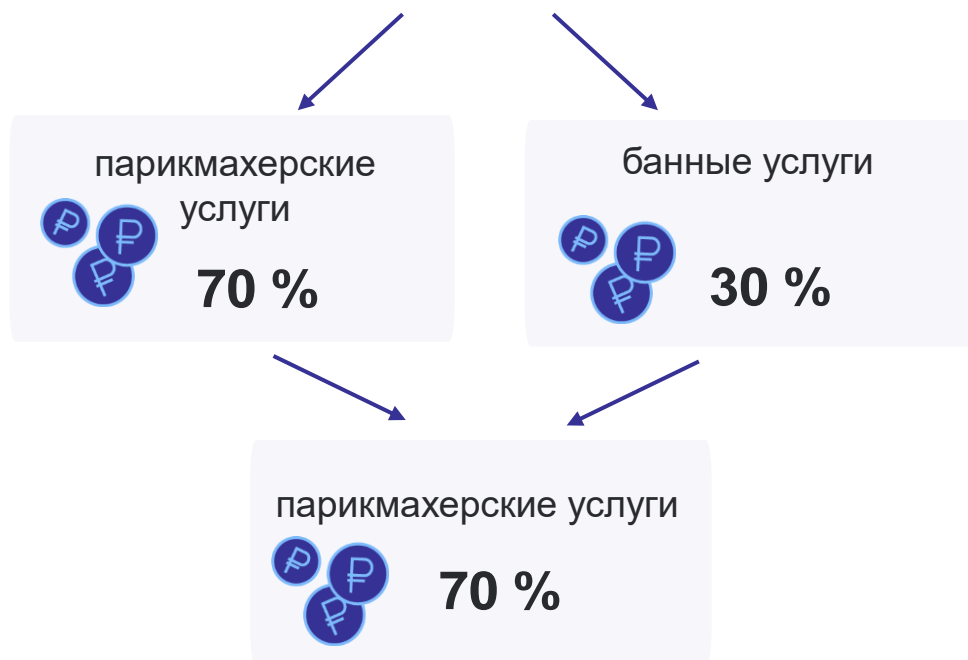 парикмахерские
услуги
70 %
банные услуги
30 %
парикмахерские услуги
70 %